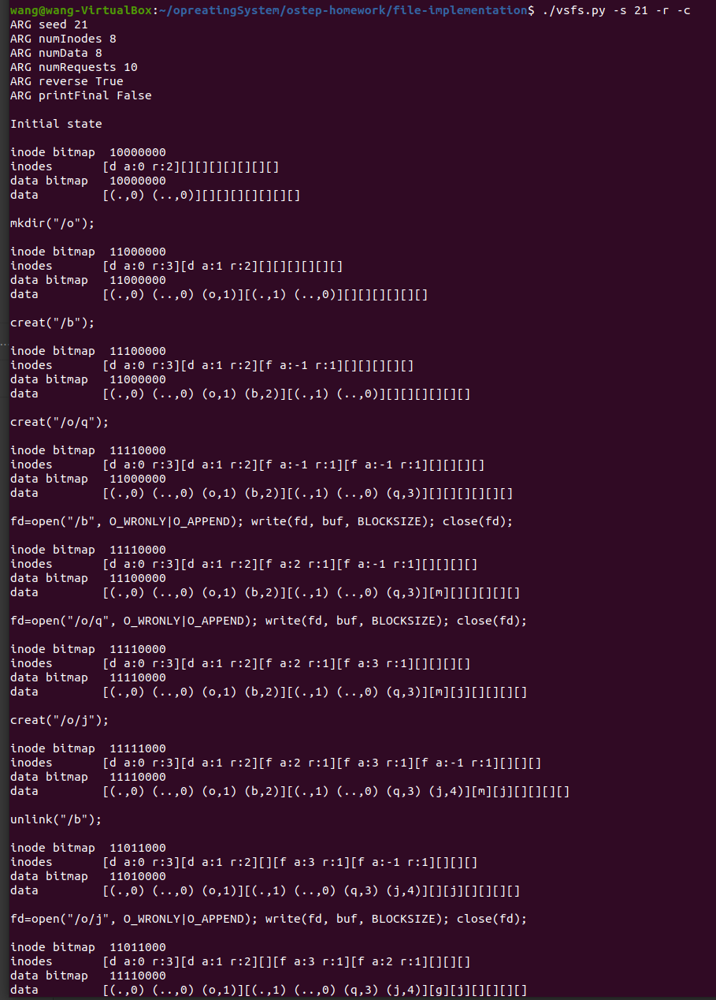 wang@wang-VirtualBox:~/opreatingSystem/ostep-homework/file-implementation$ ./vsfs.py -s 21 -r -c
ARG seed 21
ARG numInodes 8
ARG numData 8
ARG numRequests 10
ARG reverse True
ARG printFinal False

Initial state

inode bitmap  10000000
inodes       [d a:0 r:2][][][][][][][]
data bitmap   10000000
data         [(.,0) (..,0)][][][][][][][]

mkdir("/o");

inode bitmap  11000000
inodes       [d a:0 r:3][d a:1 r:2][][][][][][]
data bitmap   11000000
data         [(.,0) (..,0) (o,1)][(.,1) (..,0)][][][][][][]

creat("/b");

inode bitmap  11100000
inodes       [d a:0 r:3][d a:1 r:2][f a:-1 r:1][][][][][]
data bitmap   11000000
data         [(.,0) (..,0) (o,1) (b,2)][(.,1) (..,0)][][][][][][]

creat("/o/q");

inode bitmap  11110000
inodes       [d a:0 r:3][d a:1 r:2][f a:-1 r:1][f a:-1 r:1][][][][]
data bitmap   11000000
data         [(.,0) (..,0) (o,1) (b,2)][(.,1) (..,0) (q,3)][][][][][][]

fd=open("/b", O_WRONLY|O_APPEND); write(fd, buf, BLOCKSIZE); close(fd);

inode bitmap  11110000
inodes       [d a:0 r:3][d a:1 r:2][f a:2 r:1][f a:-1 r:1][][][][]
data bitmap   11100000
data         [(.,0) (..,0) (o,1) (b,2)][(.,1) (..,0) (q,3)][m][][][][][]

fd=open("/o/q", O_WRONLY|O_APPEND); write(fd, buf, BLOCKSIZE); close(fd);

inode bitmap  11110000
inodes       [d a:0 r:3][d a:1 r:2][f a:2 r:1][f a:3 r:1][][][][]
data bitmap   11110000
data         [(.,0) (..,0) (o,1) (b,2)][(.,1) (..,0) (q,3)][m][j][][][][]

creat("/o/j");

inode bitmap  11111000
inodes       [d a:0 r:3][d a:1 r:2][f a:2 r:1][f a:3 r:1][f a:-1 r:1][][][]
data bitmap   11110000
data         [(.,0) (..,0) (o,1) (b,2)][(.,1) (..,0) (q,3) (j,4)][m][j][][][][]

unlink("/b");

inode bitmap  11011000
inodes       [d a:0 r:3][d a:1 r:2][][f a:3 r:1][f a:-1 r:1][][][]
data bitmap   11010000
data         [(.,0) (..,0) (o,1)][(.,1) (..,0) (q,3) (j,4)][][j][][][][]

fd=open("/o/j", O_WRONLY|O_APPEND); write(fd, buf, BLOCKSIZE); close(fd);

inode bitmap  11011000
inodes       [d a:0 r:3][d a:1 r:2][][f a:3 r:1][f a:2 r:1][][][]
data bitmap   11110000
data         [(.,0) (..,0) (o,1)][(.,1) (..,0) (q,3) (j,4)][g][j][][][][]